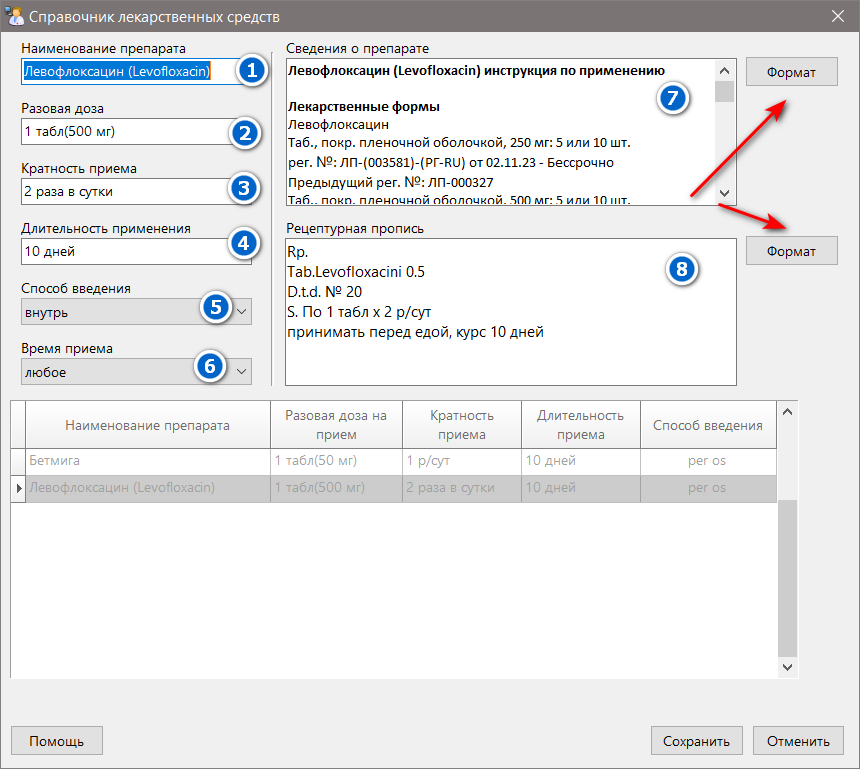 Справочник лекарственных средств
Наименование препарата
Левофлоксацин (Levofloxacin)
1
Разовая доза
1 табл(500 мг)
2
Кратность приема
2 раза в сутки
3
Длительность применения
10 дней
4
Способ введения
внутрь
5
Время приема
любое
6
Сведения о препарате
Левофлоксацин (Levofloxacin) инструкция по применению
7
Лекарственные формы
Левофлоксацин
Таб., покр. пленочной оболочкой, 250 мг: 5 или 10 шт.
рег. №: ЛП-(003581)-(РГ-RU) от 02.11.23 - Бессрочно
Предыдущий рег. №: ЛП-000327
Таб., покр. пленочной оболочкой, 500 мг: 5 или 10 шт.
Формат
Рецептурная пропись
Rp.
Tab.Levofloxacini 0.5
D.t.d. № 20
S. По 1 табл х 2 р/сут
принимать перед едой, курс 10 дней
8
Формат
Наименование препарата
Разовая доза на
прием
Кратность
приема
Длительность
приема
Способ введения
Бетмига 1 табл(50 мг) 1 р/сут 10 дней per os
Левофлоксацин (Levofloxacin) 1 табл(500 мг) 2 раза в сутки 10 дней per os
Помощь
Сохранить
Отменить